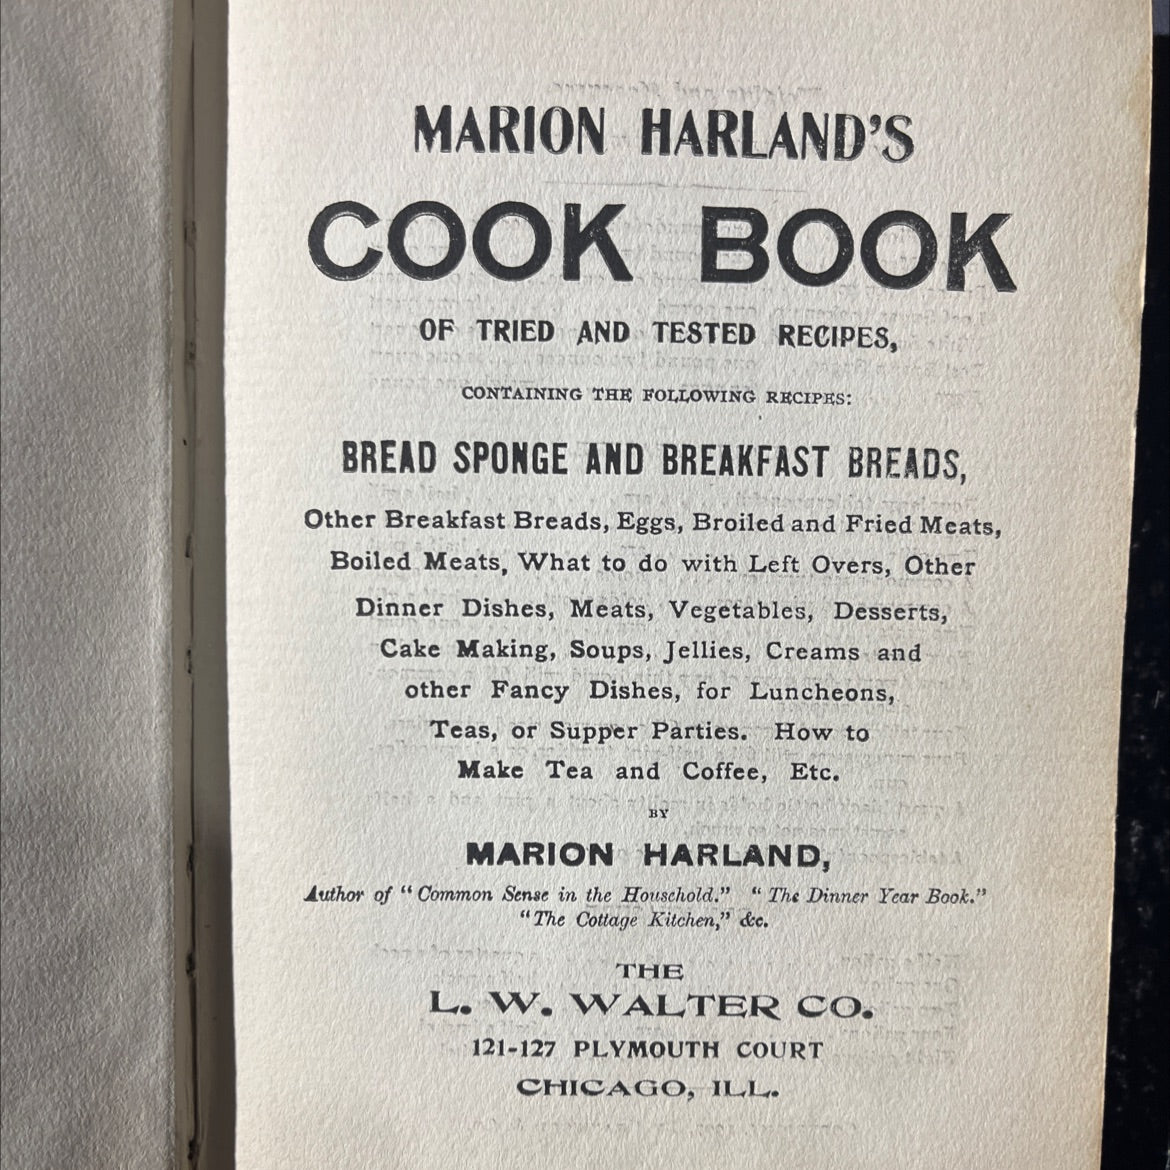 MARION HARLAND'S
COOK BOOK
OF TRIED AND TESTED RECIPES,
CONTAINING THE FOLLOWING RECIPES:
BREAD SPONGE AND BREAKFAST BREADS,
Other Breakfast Breads, Eggs, Broiled and Fried Meats,
Boiled Meats, What to do with Left Overs, Other
Dinner Dishes, Meats, Vegetables, Desserts,
Cake Making, Soups, Jellies, Creams and
other Fancy Dishes, for Luncheons,
Teas, or Supper Parties. How to
Make Tea and Coffee, Etc.
BY
MARION HARLAND,
Author of "Common Sense in the Household." "The Dinner Year Book."
"The Cottage Kitchen," &c.
THE
L. W. WALTER CO.
121-127 PLYMOUTH COURT
CHICAGO, ILL.